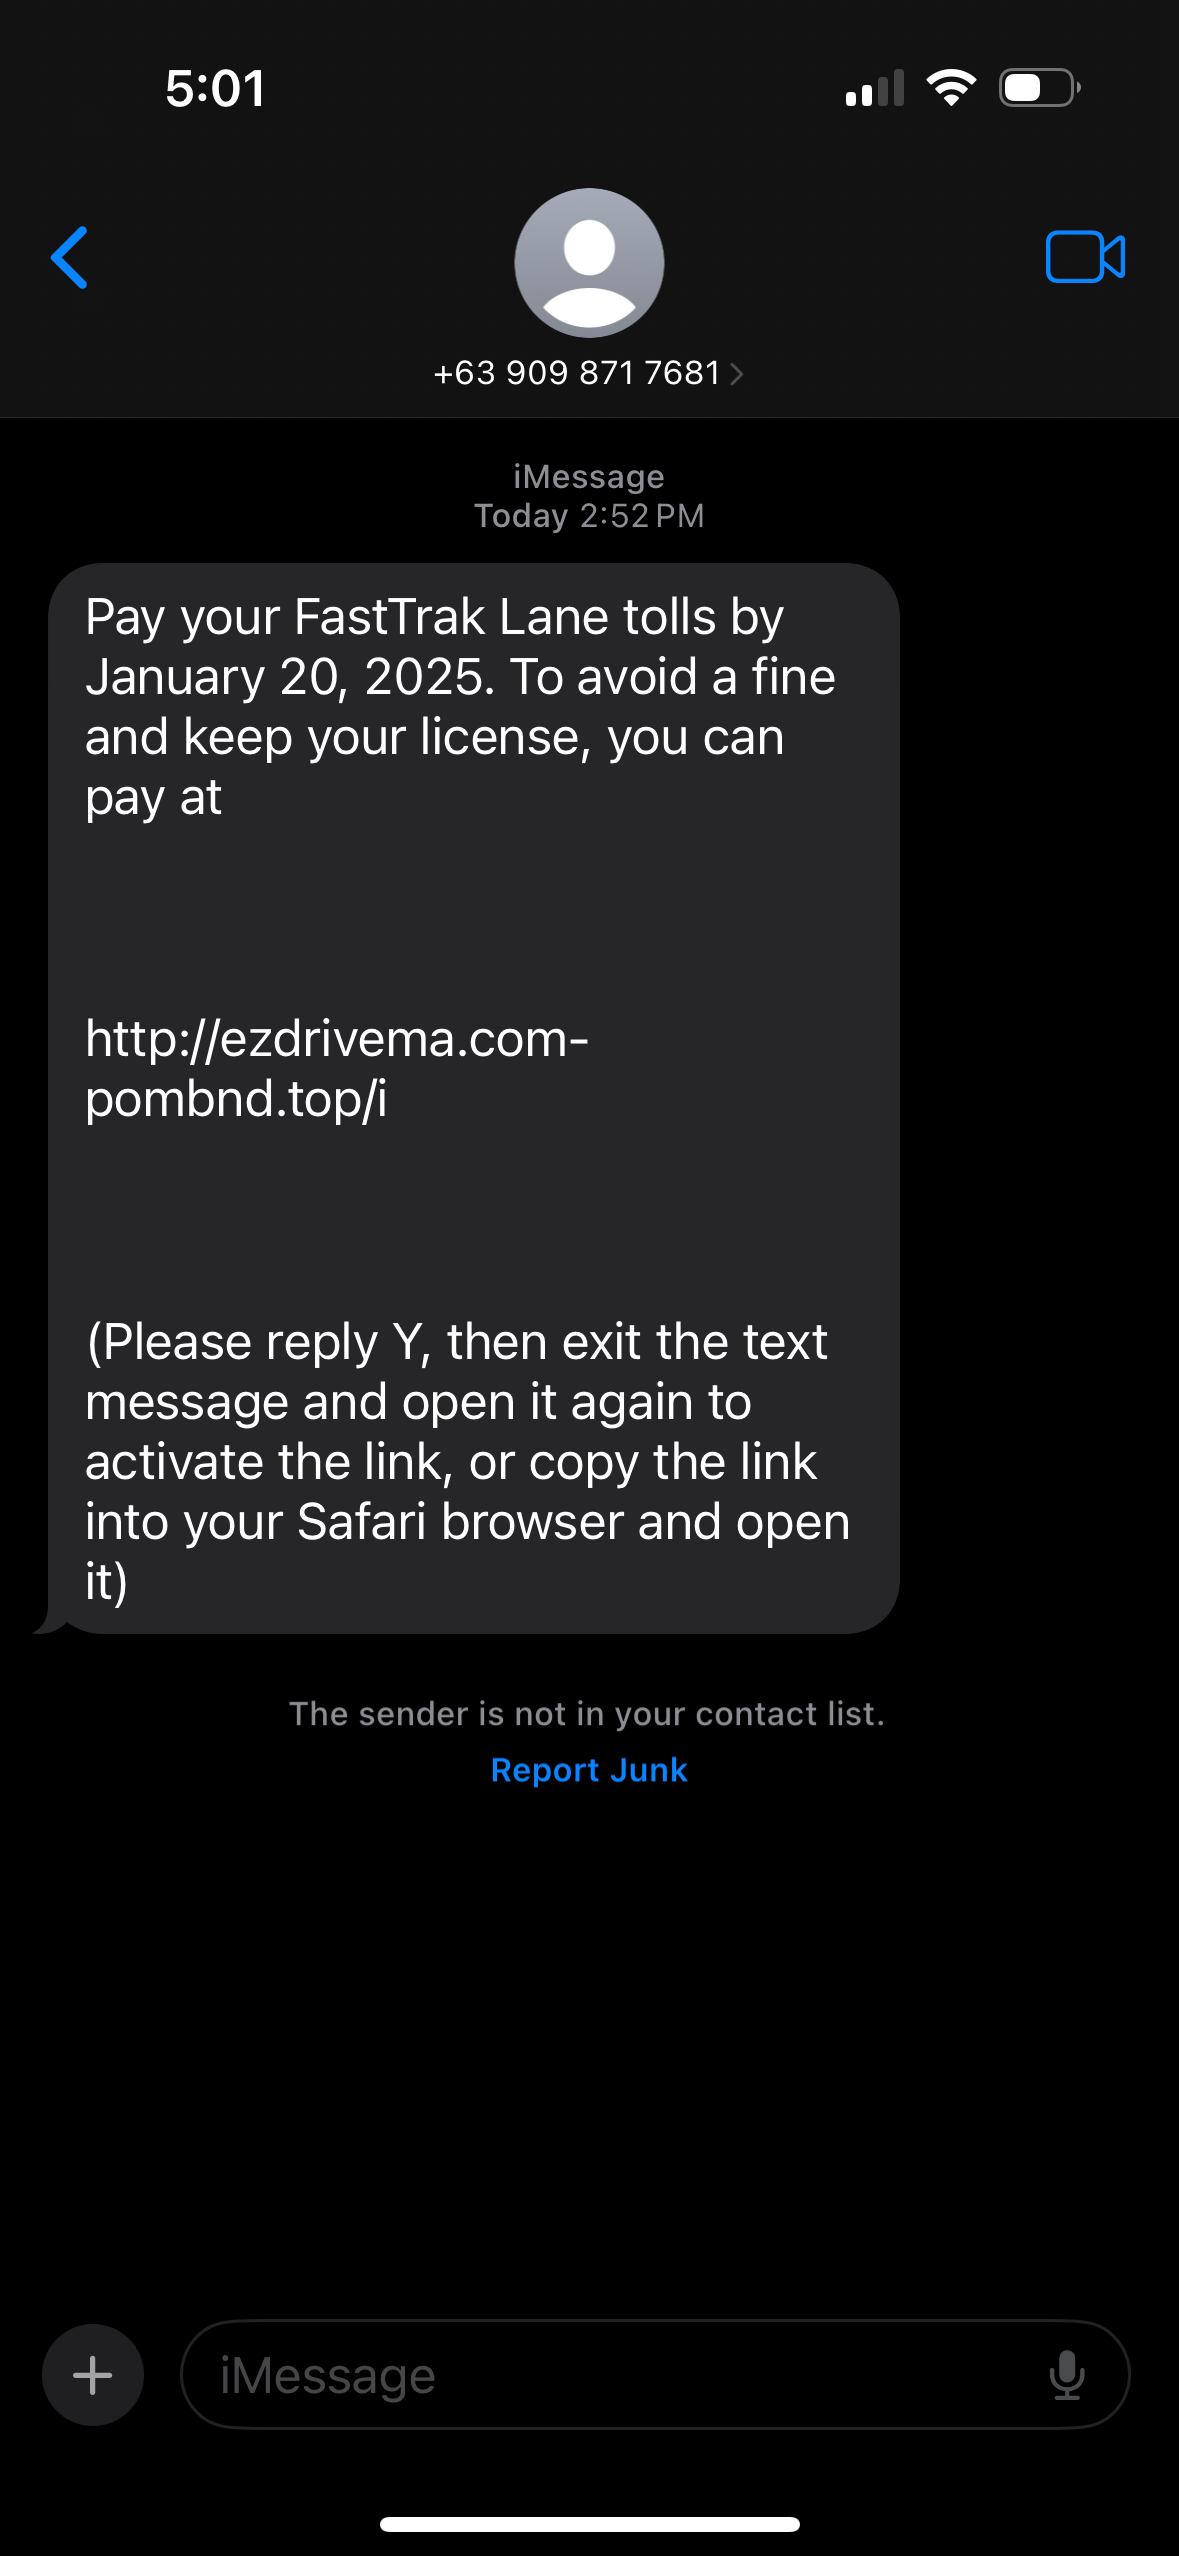 5:01
+63 909 871 7681
iMessage
Today 2:52 PM
Pay your FastTrak Lane tolls by
January 20, 2025. To avoid a fine
and keep your license, you can
pay at
http://ezdrivema.com-
pombnd.top/i
(Please reply Y, then exit the text
message and open it again to
activate the link, or copy the link
into your Safari browser and open
it)
The sender is not in your contact list.
Report Junk
iMessage